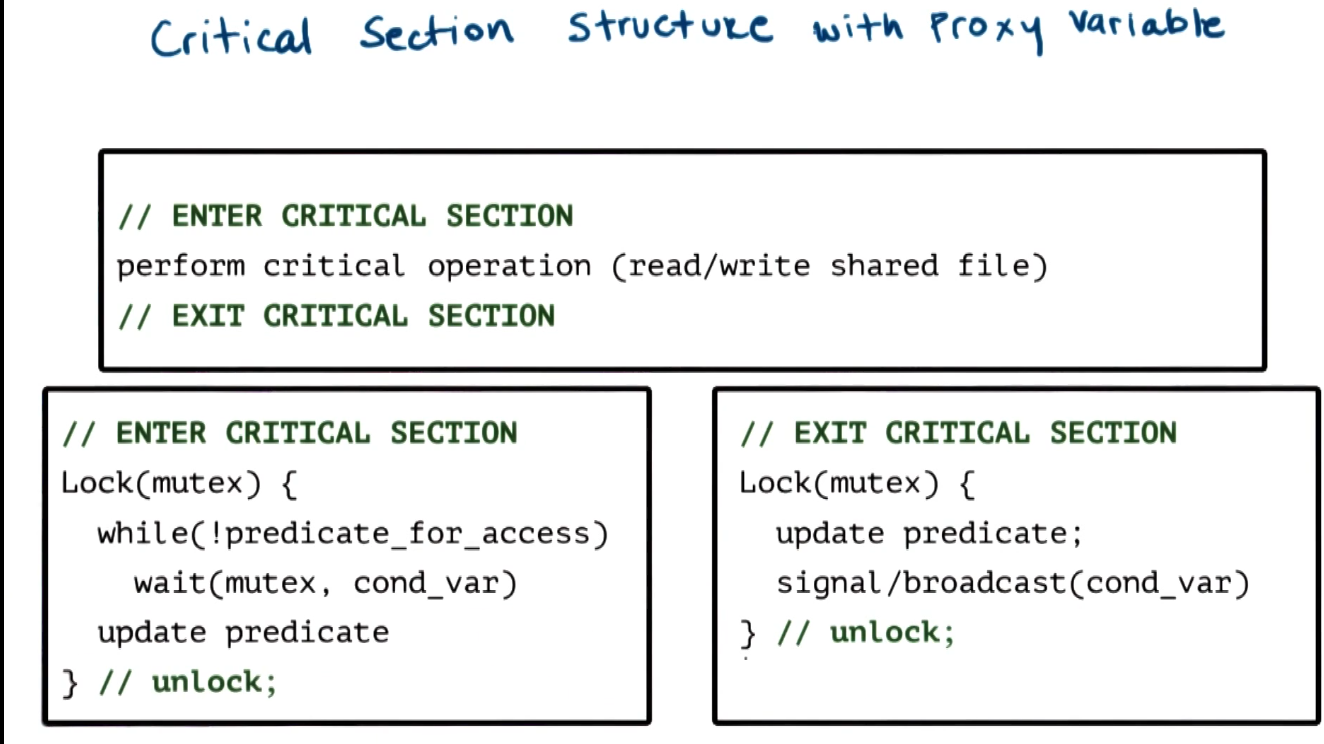 Critical Section Structure with Proxy Variable
// ENTER CRITICAL SECTION
perform critical operation (read/write shared file)
// EXIT CRITICAL SECTION
// ENTER CRITICAL SECTION
Lock(mutex) {
while(!predicate_for_access)
wait(mutex, cond_var)
update predicate
} // unlock;
// EXIT CRITICAL SECTION
Lock(mutex) {
update predicate;
signal/broadcast(cond_var)
} // unlock;